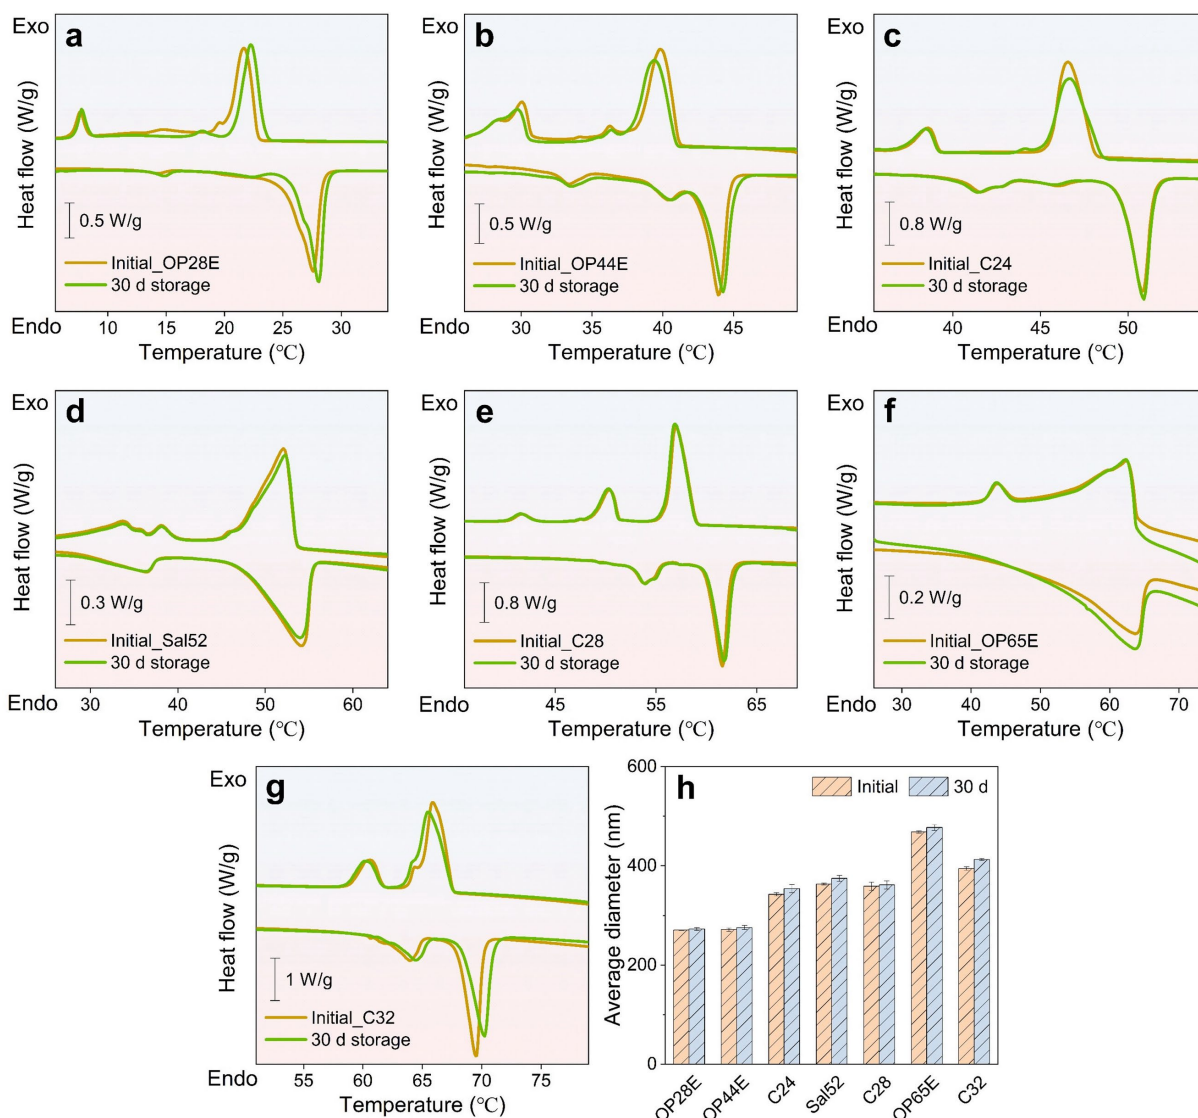 a
Exo
Heat flow (W/g)
0.5 W/g
Initial_OP28E
30 d storage
Endo
10 15 20 25 30
Temperature (℃)
b
Exo
Heat flow (W/g)
0.5 W/g
Initial_OP44E
30 d storage
Endo
30 35 40 45
Temperature (℃)
c
Exo
Heat flow (W/g)
0.8 W/g
Initial_C24
30 d storage
Endo
40 45 50
Temperature (℃)
d
Exo
Heat flow (W/g)
0.3 W/g
Initial_Sal52
30 d storage
Endo
30 40 50 60
Temperature (℃)
e
Exo
Heat flow (W/g)
0.8 W/g
Initial_C28
30 d storage
Endo
45 55 65
Temperature (℃)
f
Exo
Heat flow (W/g)
0.2 W/g
Initial_OP65E
30 d storage
Endo
30 40 50 60 70
Temperature (℃)
g
Exo
Heat flow (W/g)
1 W/g
Initial_C32
30 d storage
Endo
55 60 65 70 75
Temperature (℃)
h
Initial 30 d
Average diameter (nm)
600
400
200
0
OP28E OP44E C24 Sal52 C28 OP65E C32